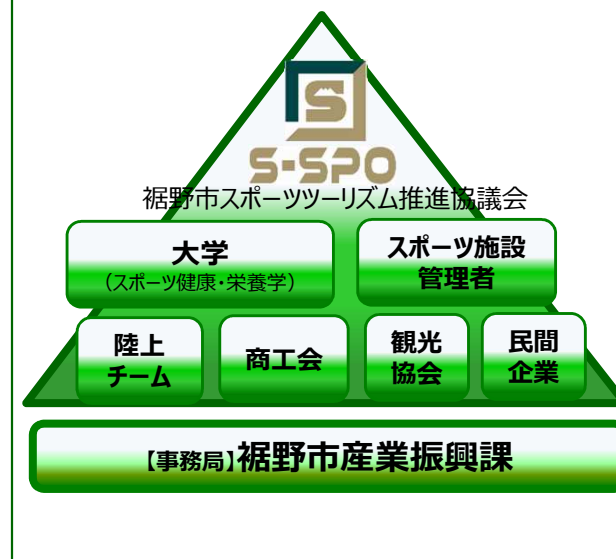 S
S-SPO
裾野市スポーツツーリズム推進協議会
大学
（スポーツ健康・栄養学）
スポーツ施設
管理者
陸上
チーム
商工会
観光
協会
民間
企業
【事務局】裾野市産業振興課